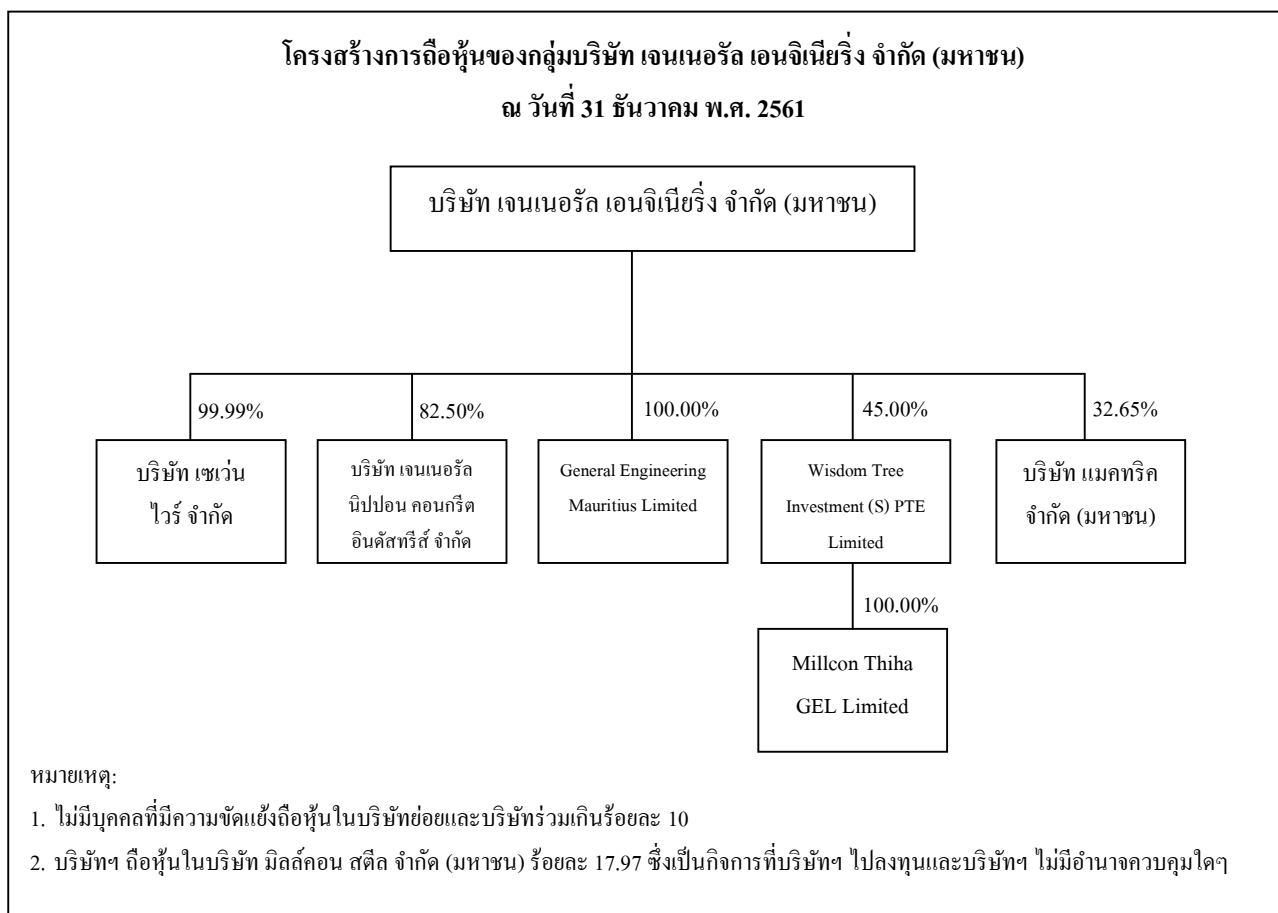 โครงสร้างการถือหุ้นของกลุ่มบริษัท เจนเนอรัล เอนจิเนียริ่ง จำกัด (มหาชน)
ณ วันที่ 31 ธันวาคม พ.ศ. 2561
บริษัท เจนเนอรัล เอนจิเนียริ่ง จำกัด (มหาชน)
99.99%
82.50%
100.00%
45.00%
32.65%
บริษัท เซเว่น
ไวร์ จำกัด
บริษัท เจนเนอรัล
นิปปอน คอนกรีต
อินดัสทรีส์ จำกัด
General Engineering
Mauritius Limited
Wisdom Tree
Investment (S) PTE
Limited
บริษัท แมคทริค
จำกัด (มหาชน)
100.00%
Millcon Thiha
GEL Limited
หมายเหตุ:
1. ไม่มีบุคคลที่มีความขัดแย้งถือหุ้นในบริษัทย่อยและบริษัทร่วมเกินร้อยละ 10
2. บริษัทฯ ถือหุ้นในบริษัท มิลล์คอน สตีล จำกัด (มหาชน) ร้อยละ 17.97 ซึ่งเป็นกิจการที่บริษัทฯ ไปลงทุนและบริษัทฯ ไม่มีอำนาจควบคุมใดๆ